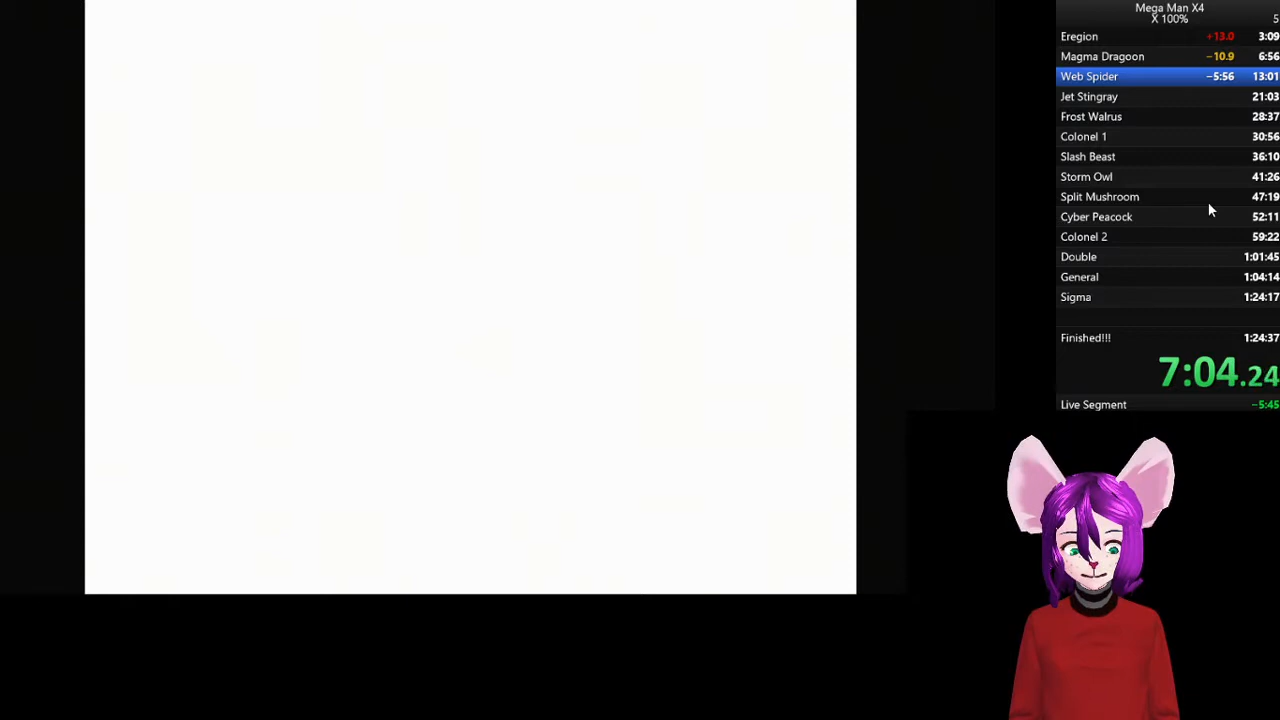 Mega Man X4
X 100%
5
Eregion +13.0 3:09
Magma Dragoon −10.9 6:56
Web Spider −5:56 13:01
Jet Stingray 21:03
Frost Walrus 28:37
Colonel 1 30:56
Slash Beast 36:10
Storm Owl 41:26
Split Mushroom 47:19
Cyber Peacock 52:11
Colonel 2 59:22
Double 1:01:45
General 1:04:14
Sigma 1:24:17
Finished!!! 1:24:37
7:04.24
Live Segment −5:45